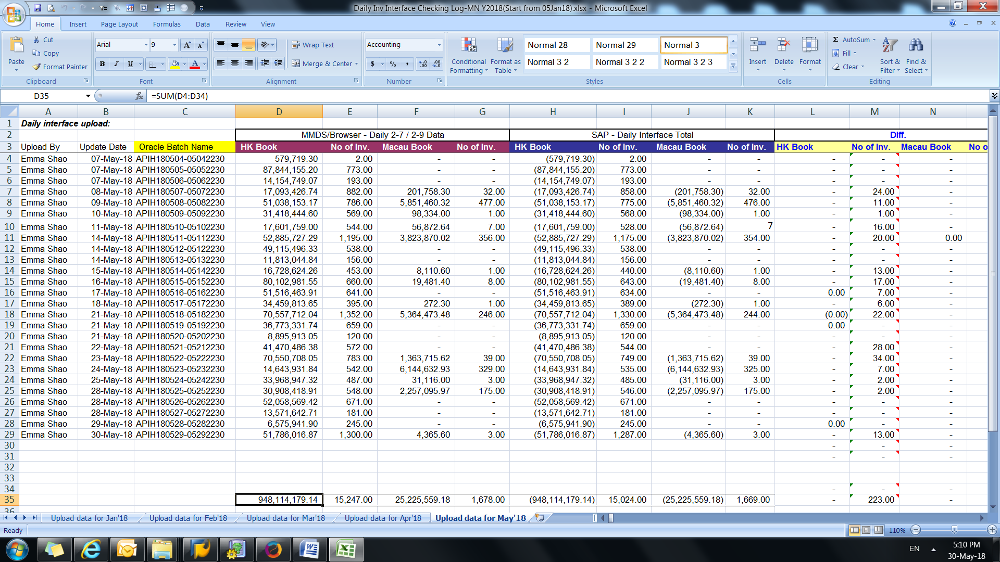 Daily Inv Interface Checking Log-MN Y2018(Start from 05Jan18).xlsx - Microsoft Excel
Home Insert Page Layout Formulas Data Review View
Paste Cut Copy Format Painter Clipboard
Arial 9 B I U Font
Wrap Text Merge & Center Alignment
Accounting $ % , Number
Conditional Formatting Format as Table Normal 28 Normal 29 Normal 3 Normal 3 2 Normal 3 2 2 Normal 3 2 3 Styles
Insert Delete Format Cells
Σ AutoSum Fill Clear Sort & Filter Find & Select Editing
D35 fx =SUM(D4:D34)
A B C D E F G H I J K L M N
1 Daily interface upload:
2 MMDS/Browser - Daily 2-7 / 2-9 Data SAP - Daily Interface Total Diff.
3 Upload By Update Date Oracle Batch Name HK Book No of Inv. Macau Book No of Inv. HK Book No of Inv. Macau Book No of Inv. HK Book No of Inv. Macau Book No o
4 Emma Shao 07-May-18 APIH180504-05042230 579,719.30 2.00 - - (579,719.30) 2.00 - - - - -
5 Emma Shao 07-May-18 APIH180505-05052230 87,844,155.20 773.00 - - (87,844,155.20) 773.00 - - - - -
6 Emma Shao 07-May-18 APIH180506-05062230 14,154,749.07 193.00 - - (14,154,749.07) 193.00 - - - - -
7 Emma Shao 08-May-18 APIH180507-05072230 17,093,426.74 882.00 201,758.30 32.00 (17,093,426.74) 858.00 (201,758.30) 32.00 - 24.00 -
8 Emma Shao 09-May-18 APIH180508-05082230 51,038,153.17 786.00 5,851,460.32 477.00 (51,038,153.17) 775.00 (5,851,460.32) 476.00 - 11.00 -
9 Emma Shao 10-May-18 APIH180509-05092230 31,418,444.60 569.00 98,334.00 1.00 (31,418,444.60) 568.00 (98,334.00) 1.00 - 1.00 -
10 Emma Shao 11-May-18 APIH180510-05102230 17,601,759.00 544.00 56,872.64 7.00 (17,601,759.00) 528.00 (56,872.64) 7 - 16.00 -
11 Emma Shao 14-May-18 APIH180511-05112230 52,885,727.29 1,195.00 3,823,870.02 356.00 (52,885,727.29) 1,175.00 (3,823,870.02) 354.00 - 20.00 0.00
12 Emma Shao 14-May-18 APIH180512-05122230 49,115,496.33 538.00 - - (49,115,496.33) 538.00 - - - - -
13 Emma Shao 14-May-18 APIH180513-05132230 11,813,044.84 156.00 - - (11,813,044.84) 156.00 - - - - -
14 Emma Shao 15-May-18 APIH180514-05142230 16,728,624.26 453.00 8,110.60 1.00 (16,728,624.26) 440.00 (8,110.60) 1.00 - 13.00 -
15 Emma Shao 16-May-18 APIH180515-05152230 80,102,981.55 660.00 19,481.40 8.00 (80,102,981.55) 643.00 (19,481.40) 8.00 - 17.00 -
16 Emma Shao 17-May-18 APIH180516-05162230 51,516,463.91 641.00 - - (51,516,463.91) 634.00 - - 0.00 7.00 -
17 Emma Shao 18-May-18 APIH180517-05172230 34,459,813.65 395.00 272.30 1.00 (34,459,813.65) 389.00 (272.30) 1.00 - 6.00 -
18 Emma Shao 21-May-18 APIH180518-05182230 70,557,712.04 1,352.00 5,364,473.48 246.00 (70,557,712.04) 1,330.00 (5,364,473.48) 244.00 (0.00) 22.00 -
19 Emma Shao 21-May-18 APIH180519-05192230 36,773,331.74 659.00 - - (36,773,331.74) 659.00 - - 0.00 - -
20 Emma Shao 21-May-18 APIH180520-05202230 8,895,913.05 120.00 - - (8,895,913.05) 120.00 - - - - -
21 Emma Shao 22-May-18 APIH180521-05212230 41,470,486.38 572.00 - - (41,470,486.38) 544.00 - - - 28.00 -
22 Emma Shao 23-May-18 APIH180522-05222230 70,550,708.05 783.00 1,363,715.62 39.00 (70,550,708.05) 749.00 (1,363,715.62) 39.00 - 34.00 -
23 Emma Shao 24-May-18 APIH180523-05232230 14,643,931.84 542.00 6,144,632.93 329.00 (14,643,931.84) 535.00 (6,144,632.93) 325.00 - 7.00 -
24 Emma Shao 25-May-18 APIH180524-05242230 33,968,947.32 487.00 31,116.00 3.00 (33,968,947.32) 485.00 (31,116.00) 3.00 - 2.00 -
25 Emma Shao 28-May-18 APIH180525-05252230 30,908,418.91 548.00 2,257,095.97 175.00 (30,908,418.91) 546.00 (2,257,095.97) 175.00 - 2.00 -
26 Emma Shao 28-May-18 APIH180526-05262230 52,058,569.42 671.00 - - (52,058,569.42) 671.00 - - - - -
27 Emma Shao 28-May-18 APIH180527-05272230 13,571,642.71 181.00 - - (13,571,642.71) 181.00 - - - - -
28 Emma Shao 29-May-18 APIH180528-05282230 6,575,941.90 245.00 - - (6,575,941.90) 245.00 - - 0.00 - -
29 Emma Shao 30-May-18 APIH180529-05292230 51,786,016.87 1,300.00 4,365.60 3.00 (51,786,016.87) 1,287.00 (4,365.60) 3.00 - 13.00 -
30 - - -
31 - - -
32
33
34 - - -
35 948,114,179.14 15,247.00 25,225,559.18 1,678.00 (948,114,179.14) 15,024.00 (25,225,559.18) 1,669.00 - 223.00 -
36
Upload data for Jan'18 Upload data for Feb'18 Upload data for Mar'18 Upload data for Apr'18 Upload data for May'18
Ready 110%
EN 5:10 PM
30-May-18